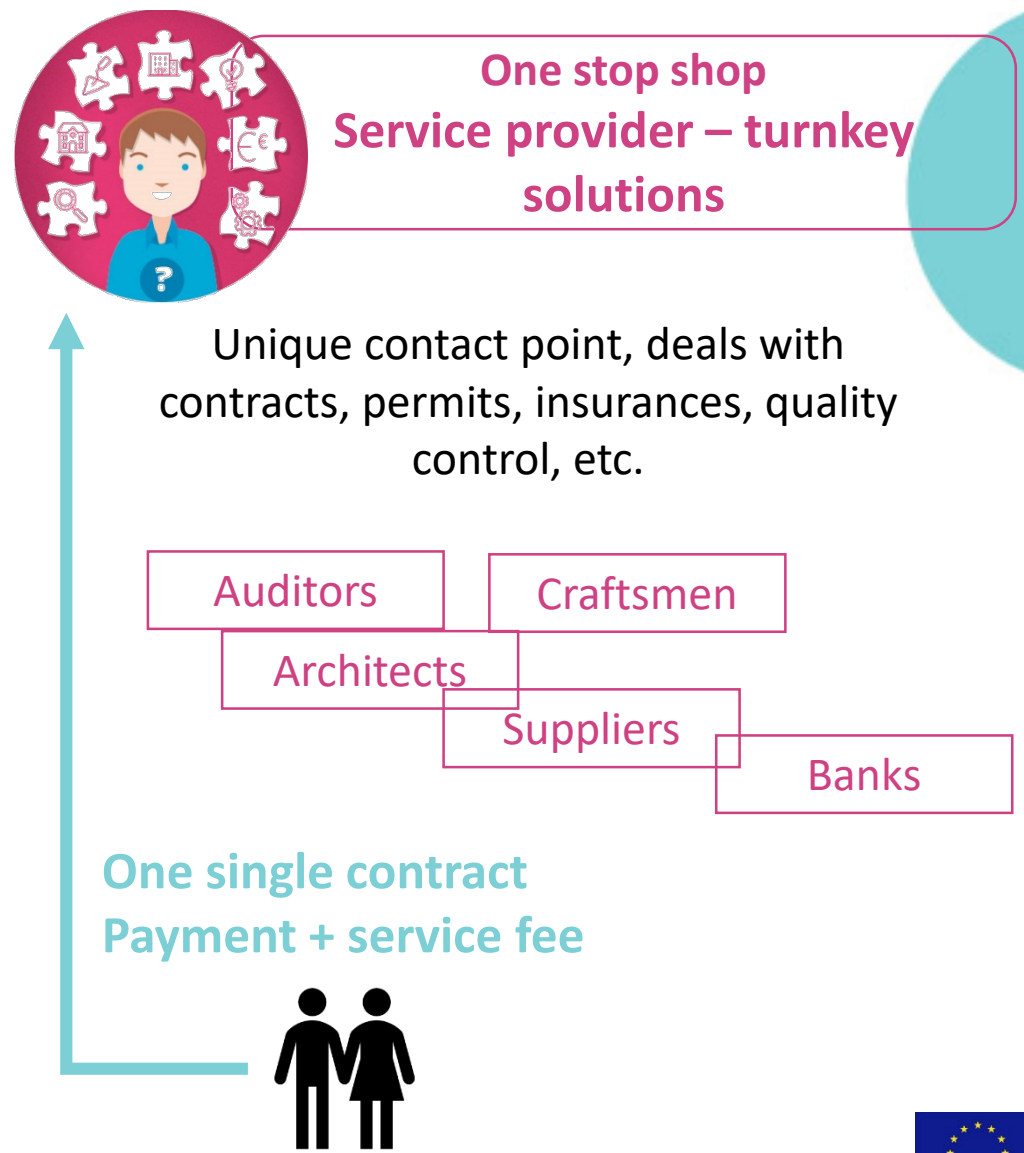 One stop shop
Service provider – turnkey
solutions
?
Unique contact point, deals with
contracts, permits, insurances, quality
control, etc.
Auditors
Craftsmen
Architects
Suppliers
Banks
One single contract
Payment + service fee